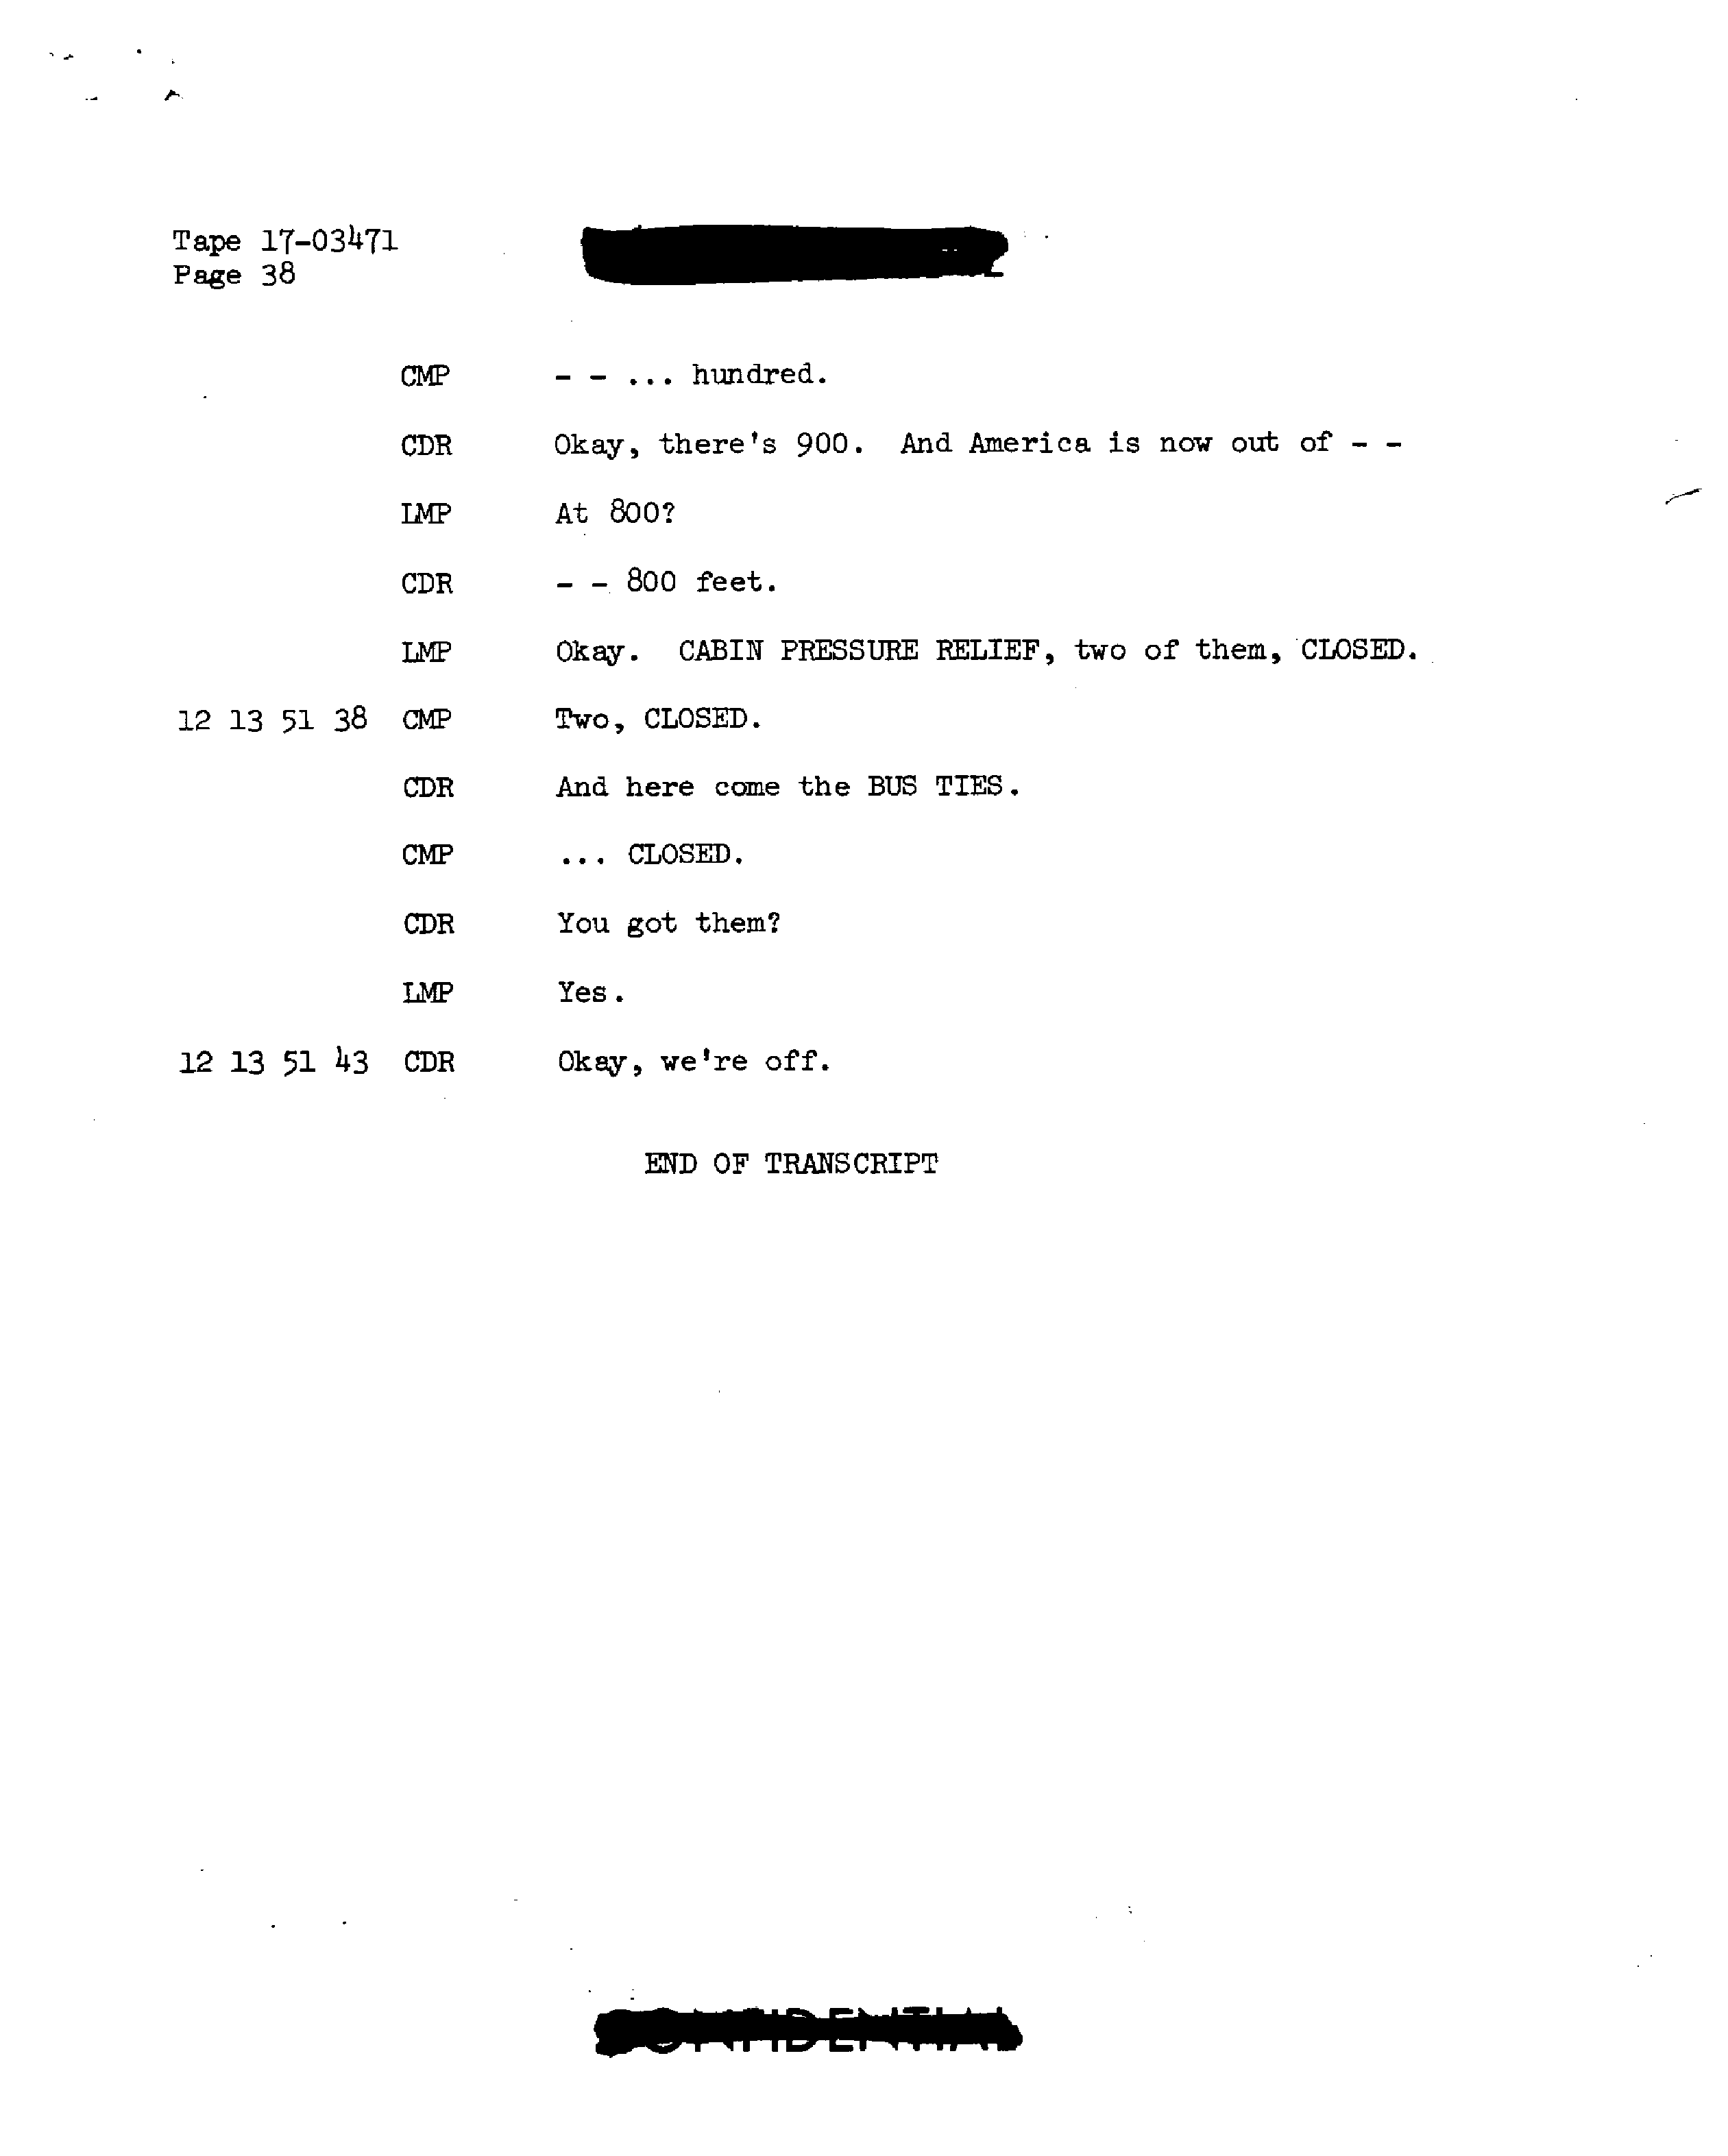 Tape 17-03471
Page 38
CMP - - ... hundred.
CDR Okay, there's 900. And America is now out of - -
LMP At 800?
CDR - - 800 feet.
LMP Okay. CABIN PRESSURE RELIEF, two of them, CLOSED.
12 13 51 38 CMP Two, CLOSED.
CDR And here come the BUS TIES.
CMP ... CLOSED.
CDR You got them?
LMP Yes.
12 13 51 43 CDR Okay, we're off.
END OF TRANSCRIPT
CONFIDENTIAL